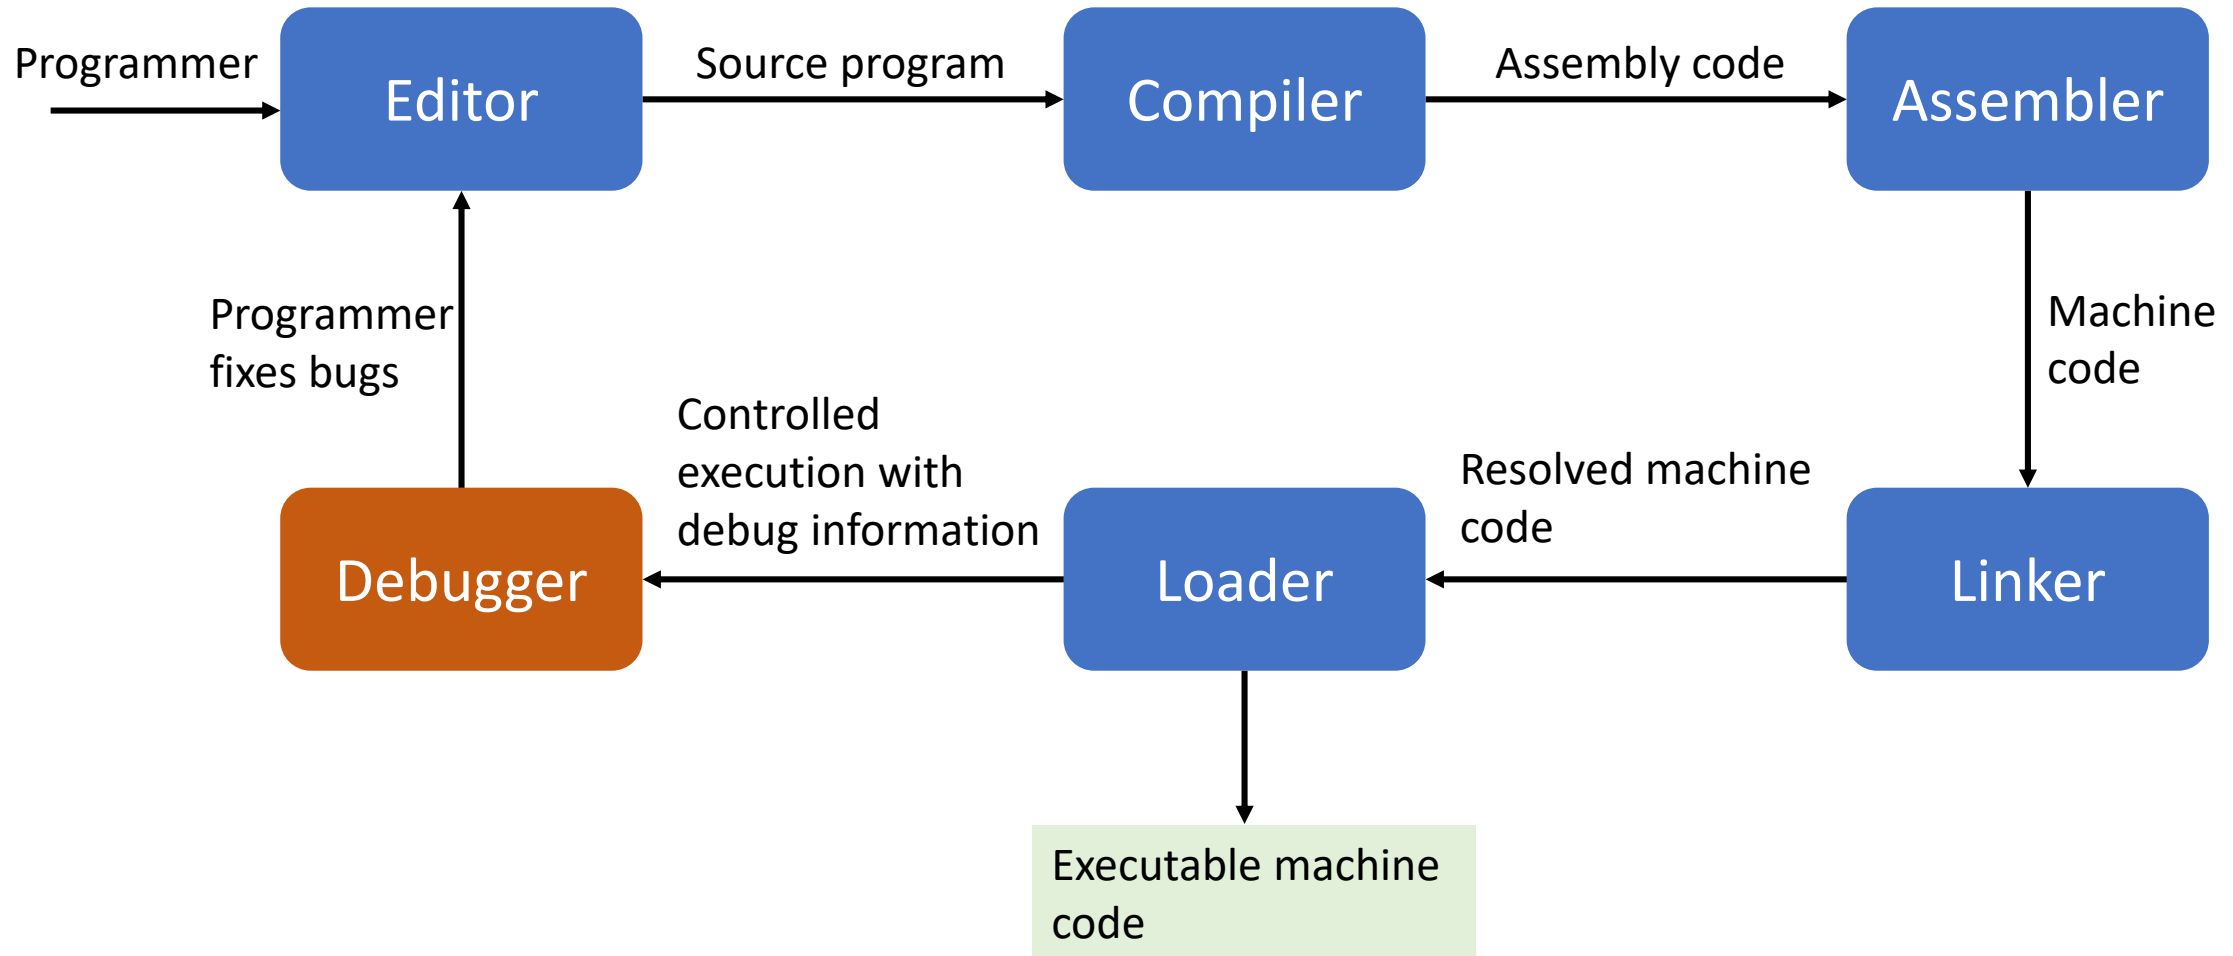 Programmer
Editor
Source program
Compiler
Assembly code
Assembler
Programmer
fixes bugs
Machine
code
Controlled
execution with
debug information
Resolved machine
code
Debugger
Loader
Linker
Executable machine
code